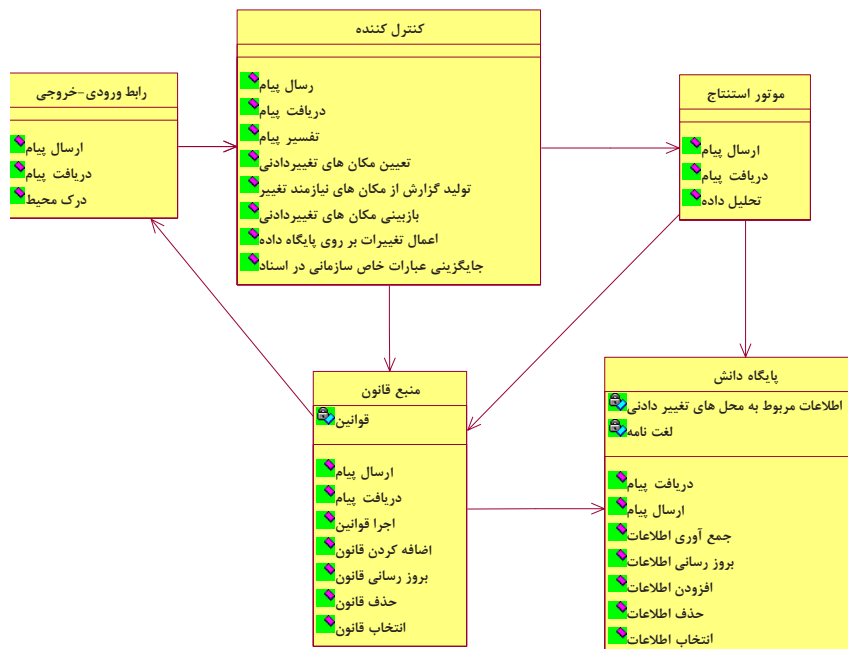 کنترل کننده
رسال پیام
دریافت پیام
تفسیر پیام
تعیین مکان های تغییردادنی
تولید گزارش از مکان های نیازمند تغییر
بازبینی مکان های تغییردادنی
اعمال تغییرات بر روی پایگاه داده
جایگزینی عبارات خاص سازمانی در اسناد
موتور استنتاج
ارسال پیام
دریافت پیام
تحلیل داده
رابط ورودی-خروجی
ارسال پیام
دریافت پیام
درک محیط
پایگاه دانش
اطلاعات مربوط به محل های تغییر دادنی
لغت نامه
دریافت پیام
ارسال پیام
جمع آوری اطلاعات
بروز رسانی اطلاعات
افزودن اطلاعات
حذف اطلاعات
انتخاب اطلاعات
منبع قانون
قوانین
ارسال پیام
دریافت پیام
اجرا قوانین
اضافه کردن قانون
بروز رسانی قانون
حذف قانون
انتخاب قانون